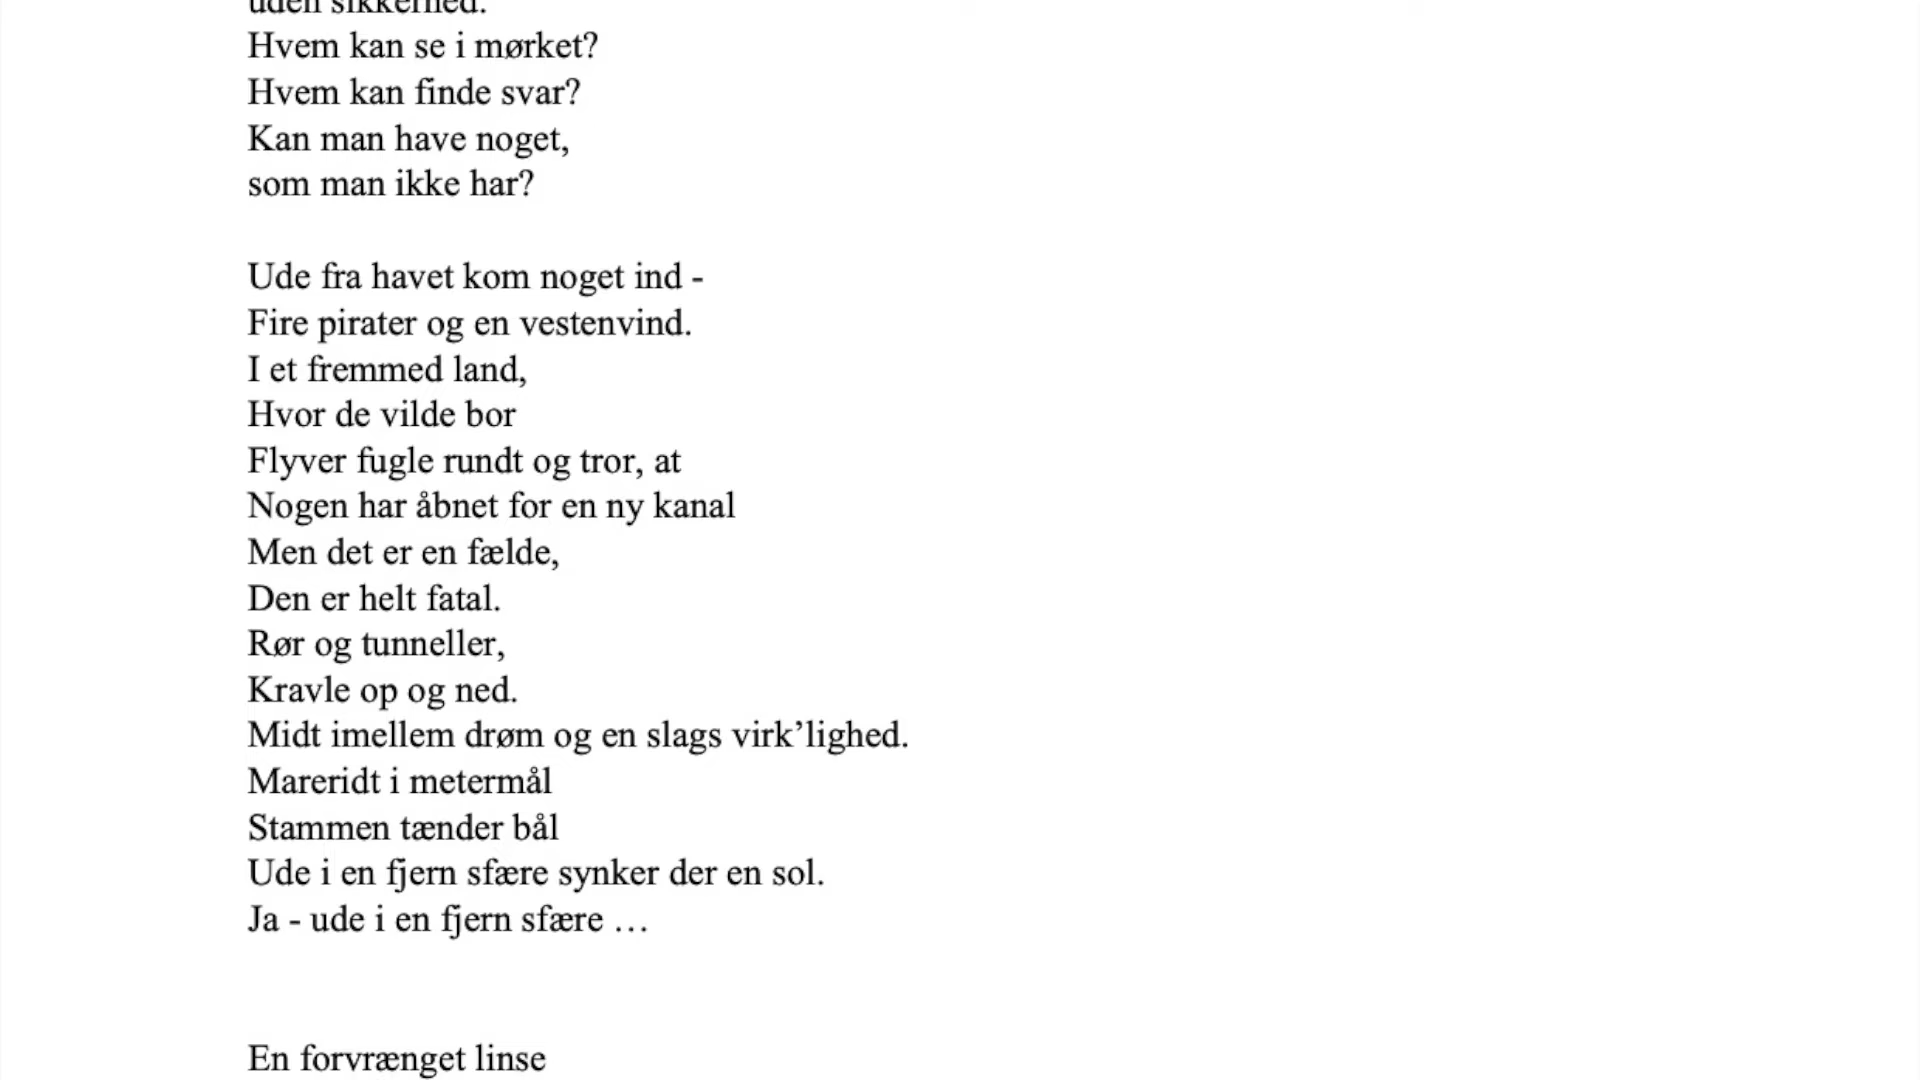 uden sikkerhed.
Hvem kan se i mørket?
Hvem kan finde svar?
Kan man have noget,
som man ikke har?
Ude fra havet kom noget ind -
Fire pirater og en vestenvind.
I et fremmed land,
Hvor de vilde bor
Flyver fugle rundt og tror, at
Nogen har åbnet for en ny kanal
Men det er en fælde,
Den er helt fatal.
Rør og tunneller,
Kravle op og ned.
Midt imellem drøm og en slags virk’lighed.
Mareridt i metermål
Stammen tænder bål
Ude i en fjern sfære synker der en sol.
Ja - ude i en fjern sfære …
En forvrænget linse